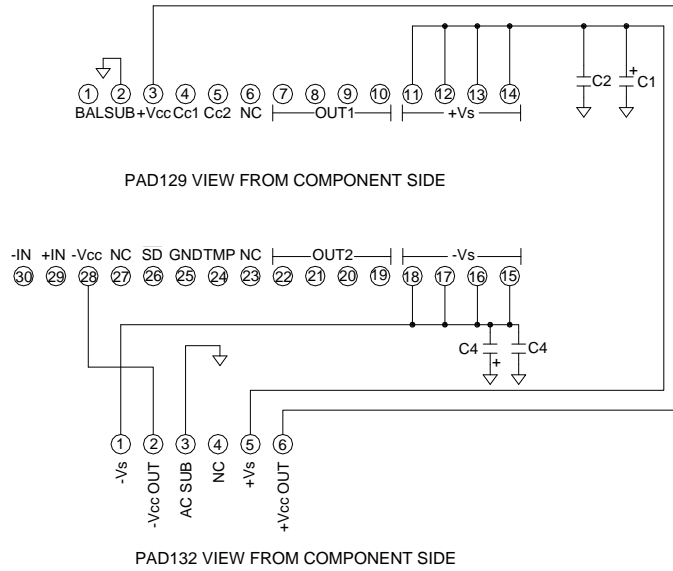 +
C2 C1
1 2 3 4 5 6 7 8 9 10 11 12 13 14
BAL SUB +Vcc Cc1 Cc2 NC OUT1 +Vs
PAD129 VIEW FROM COMPONENT SIDE
-IN +IN -Vcc NC SD GND TMP NC OUT2 -Vs
30 29 28 27 26 25 24 23 22 21 20 19 18 17 16 15
C4 + C4
1 2 3 4 5 6
-Vs
-Vcc OUT
AC SUB
NC
+Vs
+Vcc OUT
PAD132 VIEW FROM COMPONENT SIDE